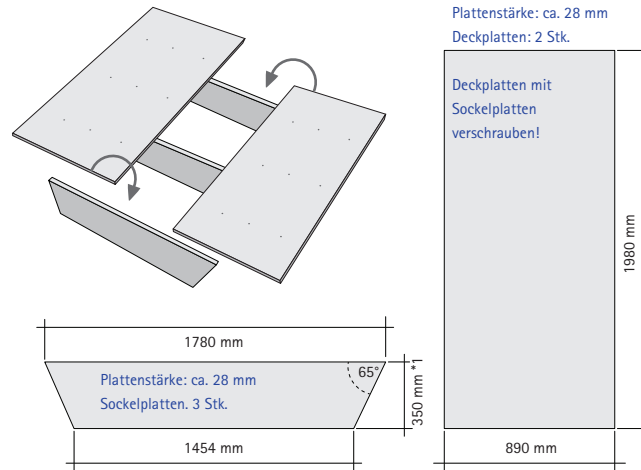 Plattenstärke: ca. 28 mm
Deckplatten: 2 Stk.
Deckplatten mit
Sockelplatten
verschrauben!
1980 mm
890 mm
1780 mm
Plattenstärke: ca. 28 mm
Sockelplatten. 3 Stk.
65°
350 mm *1
1454 mm